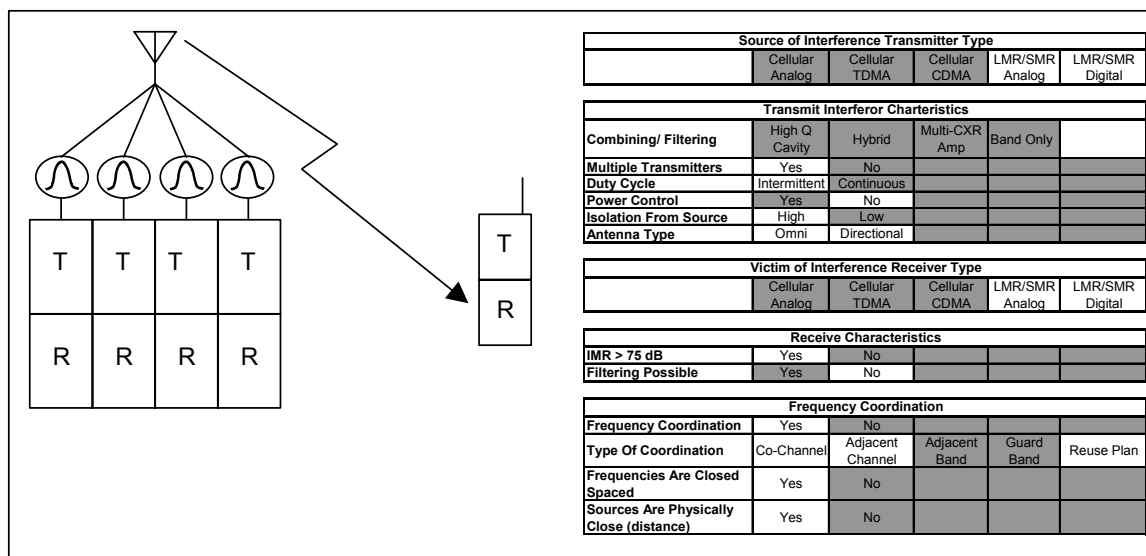 T T T T
R R R R
T
R
Source of Interference Transmitter Type
Cellular Analog Cellular TDMA Cellular CDMA LMR/SMR Analog LMR/SMR Digital
Transmit Interferor Charteristics
Combining/ Filtering High Q Cavity Hybrid Multi-CXR Amp Band Only
Multiple Transmitters Yes No
Duty Cycle Intermittent Continuous
Power Control Yes No
Isolation From Source High Low
Antenna Type Omni Directional
Victim of Interference Receiver Type
Cellular Analog Cellular TDMA Cellular CDMA LMR/SMR Analog LMR/SMR Digital
Receive Characteristics
IMR > 75 dB Yes No
Filtering Possible Yes No
Frequency Coordination
Frequency Coordination Yes No
Type Of Coordination Co-Channel Adjacent Channel Adjacent Band Guard Band Reuse Plan
Frequencies Are Closed Spaced Yes No
Sources Are Physically Close (distance) Yes No